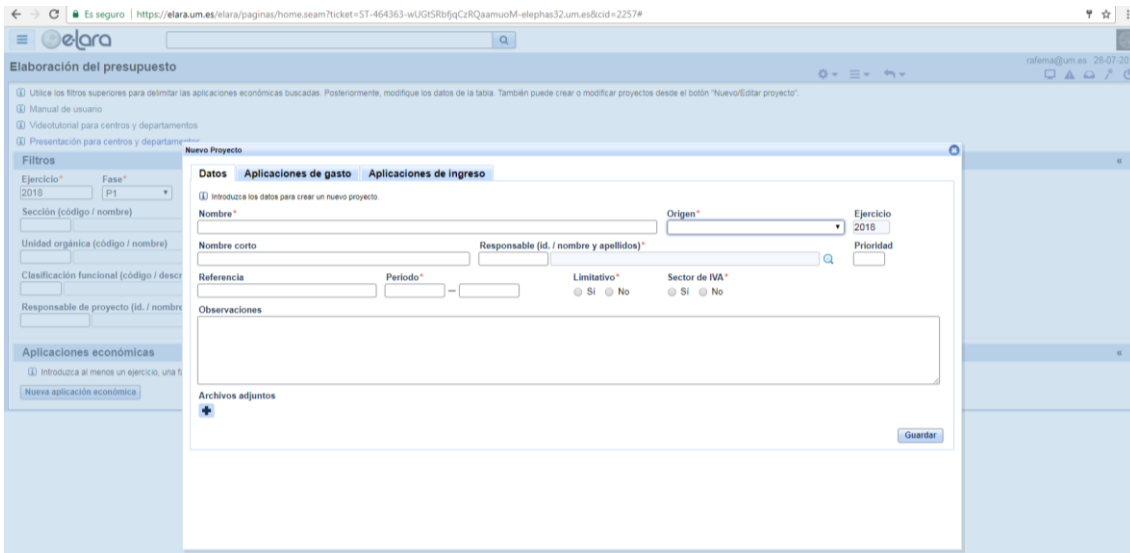 Es seguro | https://elara.um.es/elara/paginas/home.seam?ticket=ST-464363-wUGtSRbfjqCzRQaamuoM-elephas32.um.es&cid=2257#
elara
Elaboración del presupuesto
rafema@um.es 28-07-20
Utilice los filtros superiores para delimitar las aplicaciones económicas buscadas. Posteriormente, modifique los datos de la tabla. También puede crear o modificar proyectos desde el botón "Nuevo/Editar proyecto".
Manual de usuario
Videotutorial para centros y departamentos
Presentación para centros y departamentos
Nuevo Proyecto
Filtros
Datos Aplicaciones de gasto Aplicaciones de ingreso
Ejercicio* Fase*
2018 P1
Introduzca los datos para crear un nuevo proyecto.
Nombre* Origen* Ejercicio
2018
Sección (código / nombre)
Unidad orgánica (código / nombre)
Nombre corto Responsable (id. / nombre y apellidos)* Prioridad
Clasificación funcional (código / descr
Referencia Periodo* Limitativo* Sector de IVA*
Sí No Sí No
Responsable de proyecto (id. / nombre
Observaciones
Aplicaciones económicas
Introduzca al menos un ejercicio, una fa
Nueva aplicación económica
Archivos adjuntos
Guardar